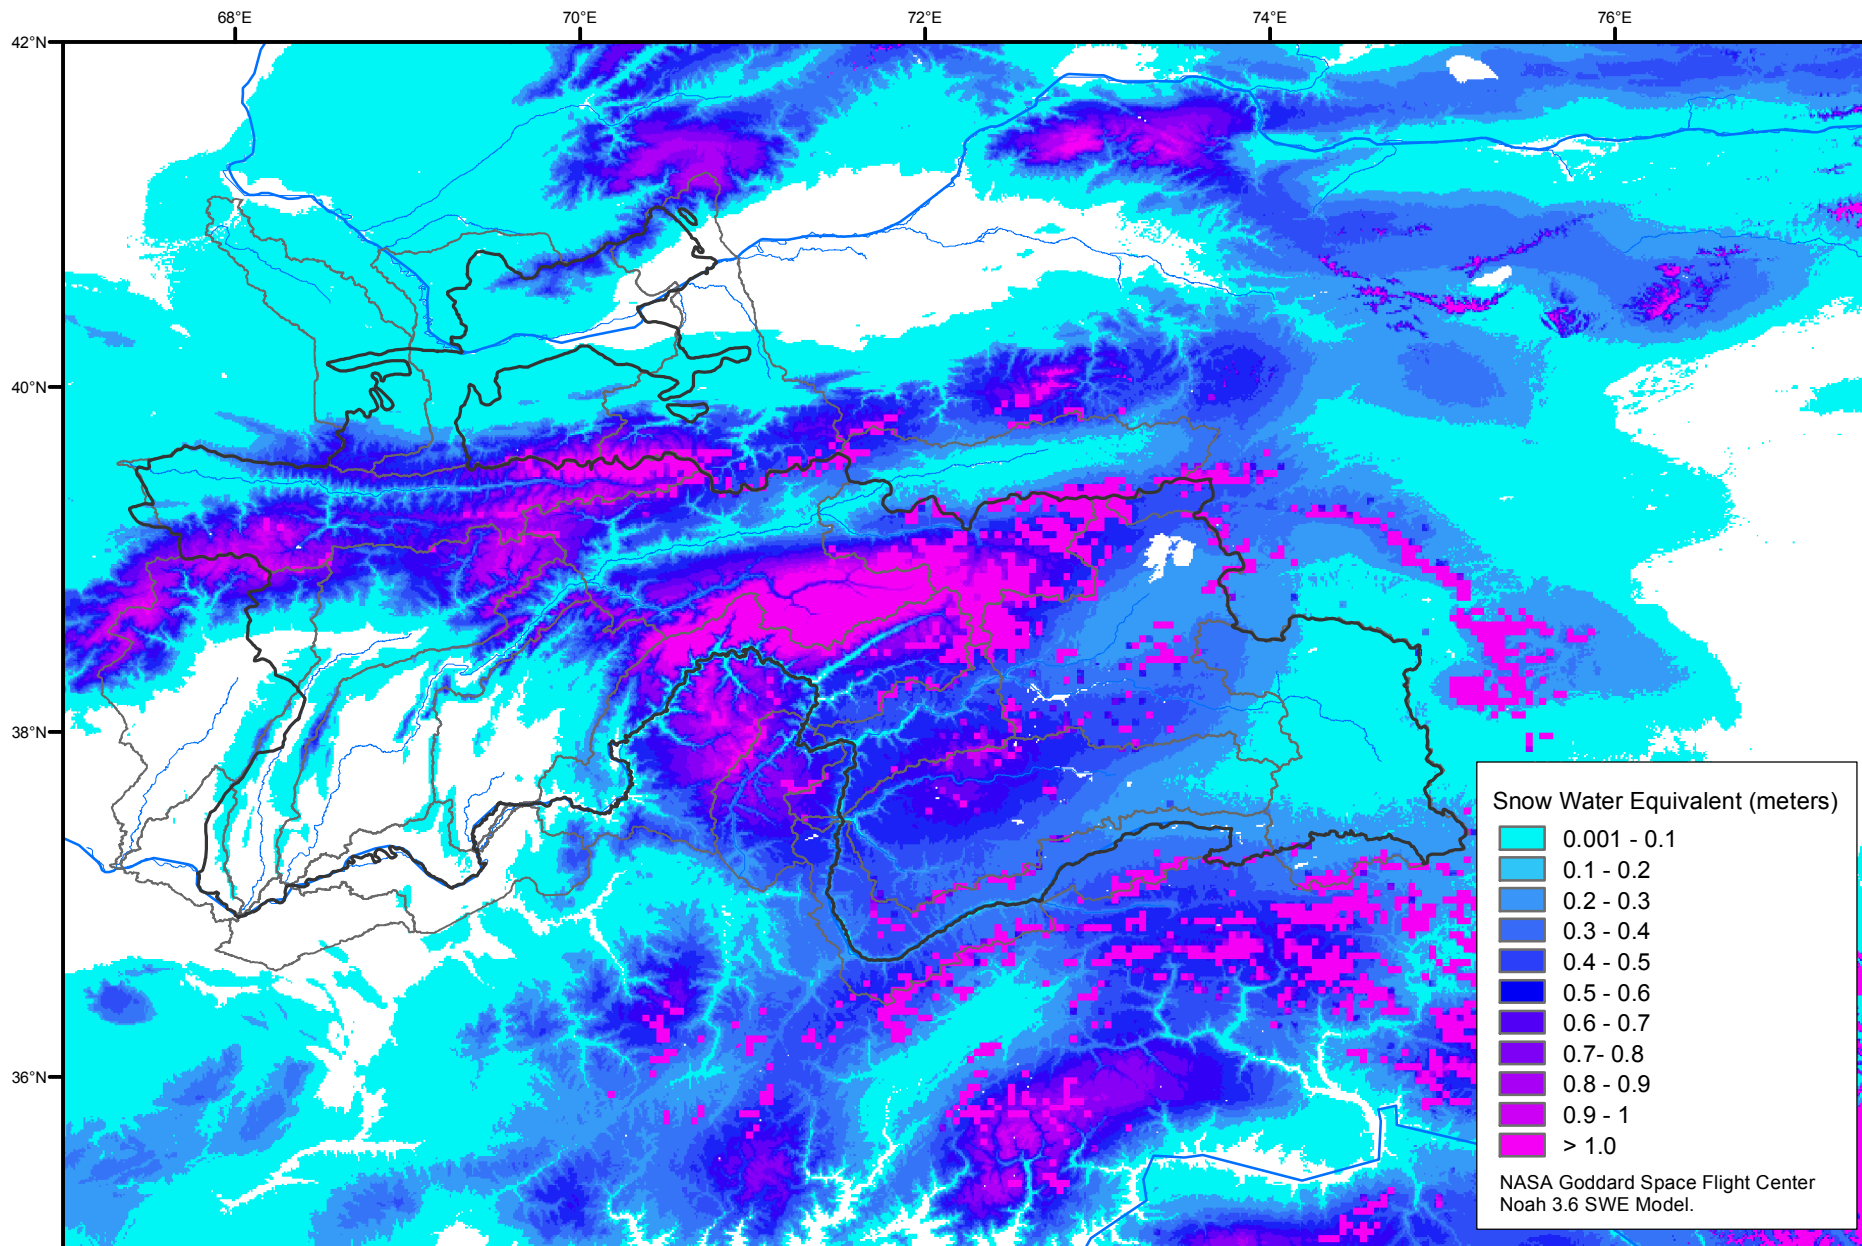 68°E 70°E 72°E 74°E 76°E
42°N
40°N
38°N
36°N
Snow Water Equivalent (meters)
0.001 - 0.1
0.1 - 0.2
0.2 - 0.3
0.3 - 0.4
0.4 - 0.5
0.5 - 0.6
0.6 - 0.7
0.7- 0.8
0.8 - 0.9
0.9 - 1
> 1.0
NASA Goddard Space Flight Center
Noah 3.6 SWE Model.